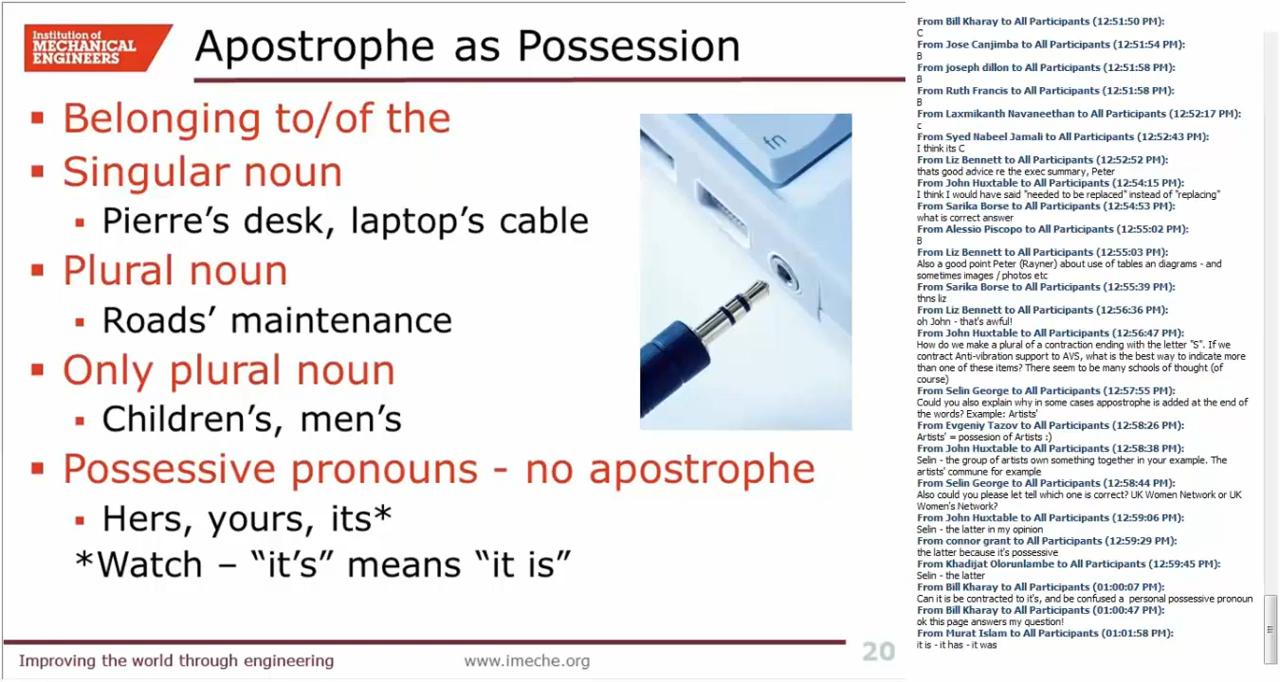 Institution of
MECHANICAL
ENGINEERS
Apostrophe as Possession
Belonging to/of the
Singular noun
Pierre's desk, laptop's cable
Plural noun
Roads' maintenance
Only plural noun
Children's, men's
Possessive pronouns - no apostrophe
Hers, yours, its*
*Watch – “it's” means “it is”
fn
Improving the world through engineering
www.imeche.org
20
From Bill Kharay to All Participants (12:51:50 PM):
C
From Jose Canjimba to All Participants (12:51:54 PM):
B
From joseph dillon to All Participants (12:51:58 PM):
B
From Ruth Francis to All Participants (12:51:58 PM):
B
From Laxmikanth Navaneethan to All Participants (12:52:17 PM):
c
From Syed Nabeel Jamali to All Participants (12:52:43 PM):
I think its C
From Liz Bennett to All Participants (12:52:52 PM):
thats good advice re the exec summary, Peter
From John Huxtable to All Participants (12:54:15 PM):
I think I would have said "needed to be replaced" instead of "replacing"
From Sarika Borse to All Participants (12:54:53 PM):
what is correct answer
From Alessio Piscopo to All Participants (12:55:02 PM):
B
From Liz Bennett to All Participants (12:55:03 PM):
Also a good point Peter (Rayner) about use of tables an diagrams - and
sometimes images / photos etc
From Sarika Borse to All Participants (12:55:39 PM):
thns liz
From Liz Bennett to All Participants (12:56:36 PM):
oh John - that's awful!
From John Huxtable to All Participants (12:56:47 PM):
How do we make a plural of a contraction ending with the letter "S". If we
contract Anti-vibration support to AVS, what is the best way to indicate more
than one of these items? There seem to be many schools of thought (of
course)
From Selin George to All Participants (12:57:55 PM):
Could you also explain why in some cases appostrophe is added at the end of
the words? Example: Artists'
From Evgeniy Tazov to All Participants (12:58:26 PM):
Artists' = possesion of Artists :)
From John Huxtable to All Participants (12:58:38 PM):
Selin - the group of artists own something together in your example. The
artists' commune for example
From Selin George to All Participants (12:58:44 PM):
Also could you please let tell which one is correct? UK Women Network or UK
Women's Network?
From John Huxtable to All Participants (12:59:06 PM):
Selin - the latter in my opinion
From connor grant to All Participants (12:59:29 PM):
the latter because it's possessive
From Khadijat Olorunlambe to All Participants (12:59:45 PM):
Selin - the latter
From Bill Kharay to All Participants (01:00:07 PM):
Can it is be contracted to it's, and be confused a personal possessive pronoun
From Bill Kharay to All Participants (01:00:47 PM):
ok this page answers my question!
From Murat Islam to All Participants (01:01:58 PM):
it is - it has - it was